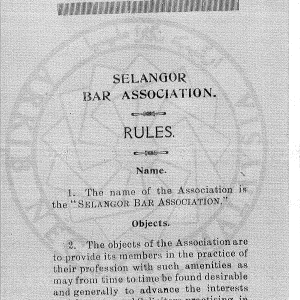 SELANGOR
BAR ASSOCIATION.
RULES.
Name.
1. The name of the Association is
the "SELANGOR BAR ASSOCIATION."
Objects.
2. The objects of the Association are
to provide its members in the practice of
their profession with such amenities as
may from time to time be found desirable
and generally to advance the interests
practising in